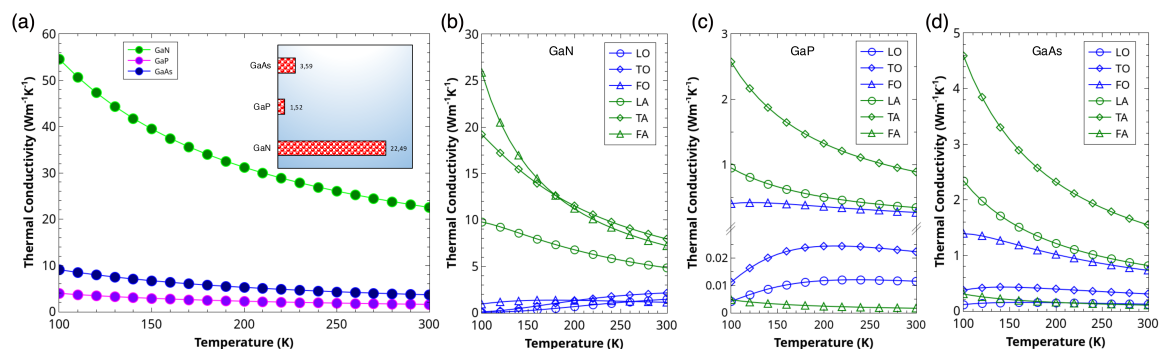 (a)
Thermal Conductivity (Wm⁻¹K⁻¹)
60
50
40
30
20
10
0
100
150
200
250
300
Temperature (K)
GaN
GaP
GaAs
GaAs
3,59
GaP
1,52
GaN
22,49
(b)
GaN
Thermal Conductivity (Wm⁻¹K⁻¹)
30
25
20
15
10
5
0
100
150
200
250
300
Temperature (K)
LO
TO
FO
LA
TA
FA
(c)
GaP
Thermal Conductivity (Wm⁻¹K⁻¹)
3
2
1
0.02
0.01
0
100
150
200
250
300
Temperature (K)
LO
TO
FO
LA
TA
FA
(d)
GaAs
Thermal Conductivity (Wm⁻¹K⁻¹)
5
4
3
2
1
0
100
150
200
250
300
Temperature (K)
LO
TO
FO
LA
TA
FA